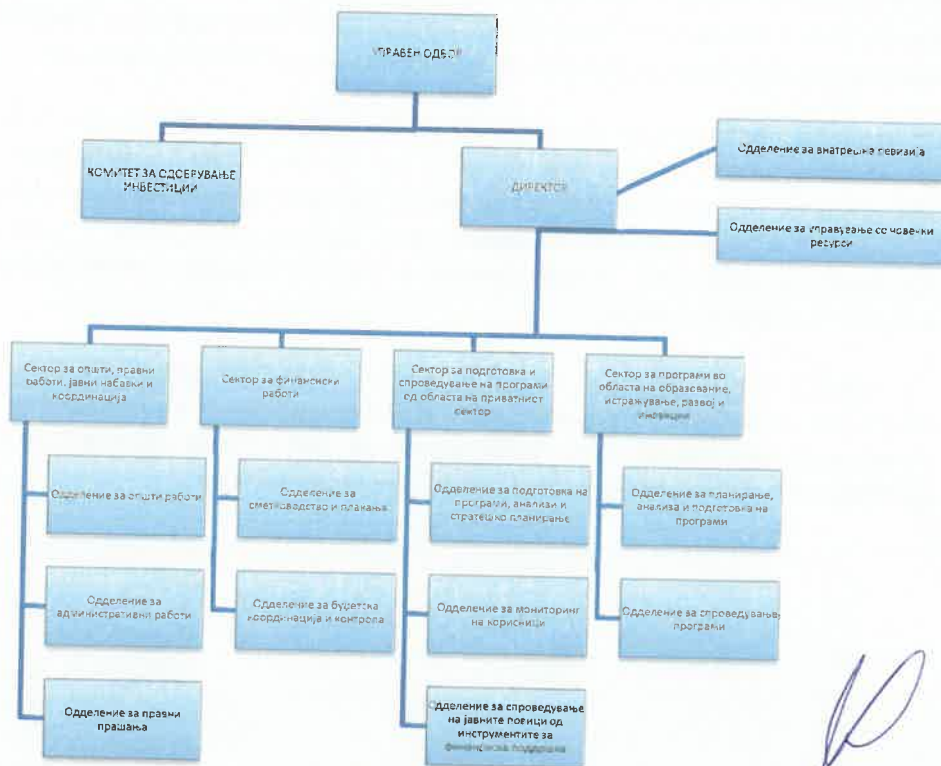 УПРАВЕН ОДБОР
КОМИТЕТ ЗА ОДОБРУВАЊЕ
ИНВЕСТИЦИИ
ДИРЕКТОР
Одделение за внатрешна ревизија
Одделение за управување со човечки
ресурси
Сектор за општи, правни
работи, јавни набавки и
координација
Сектор за финансиски
работи
Сектор за подготовка и
спроведување на програми
од областа на приватниот
сектор
Сектор за програми во
областа на образование,
истражување, развој и
иновации
Одделение за општи работи
Одделение за
сметководство и плаќања
Одделение за подготовка на
програми, анализи и
стратешко планирање
Одделение за планирање,
анализа и подготовка на
програми
Одделение за
административни работи
Одделение за буџетска
координација и контрола
Одделение за мониторинг
на корисници
Одделение за спроведување
програми
Одделение за правни
прашања
Одделение за спроведување
на јавните повици од
инструментите за
финансиска поддршка